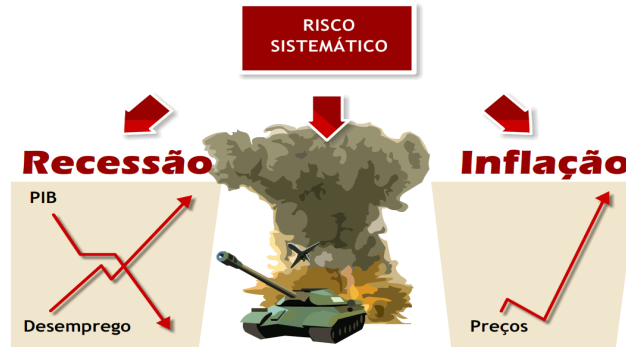 RISCO
SISTEMÁTICO
Recessão
Inflação
PIB
Desemprego
Preços